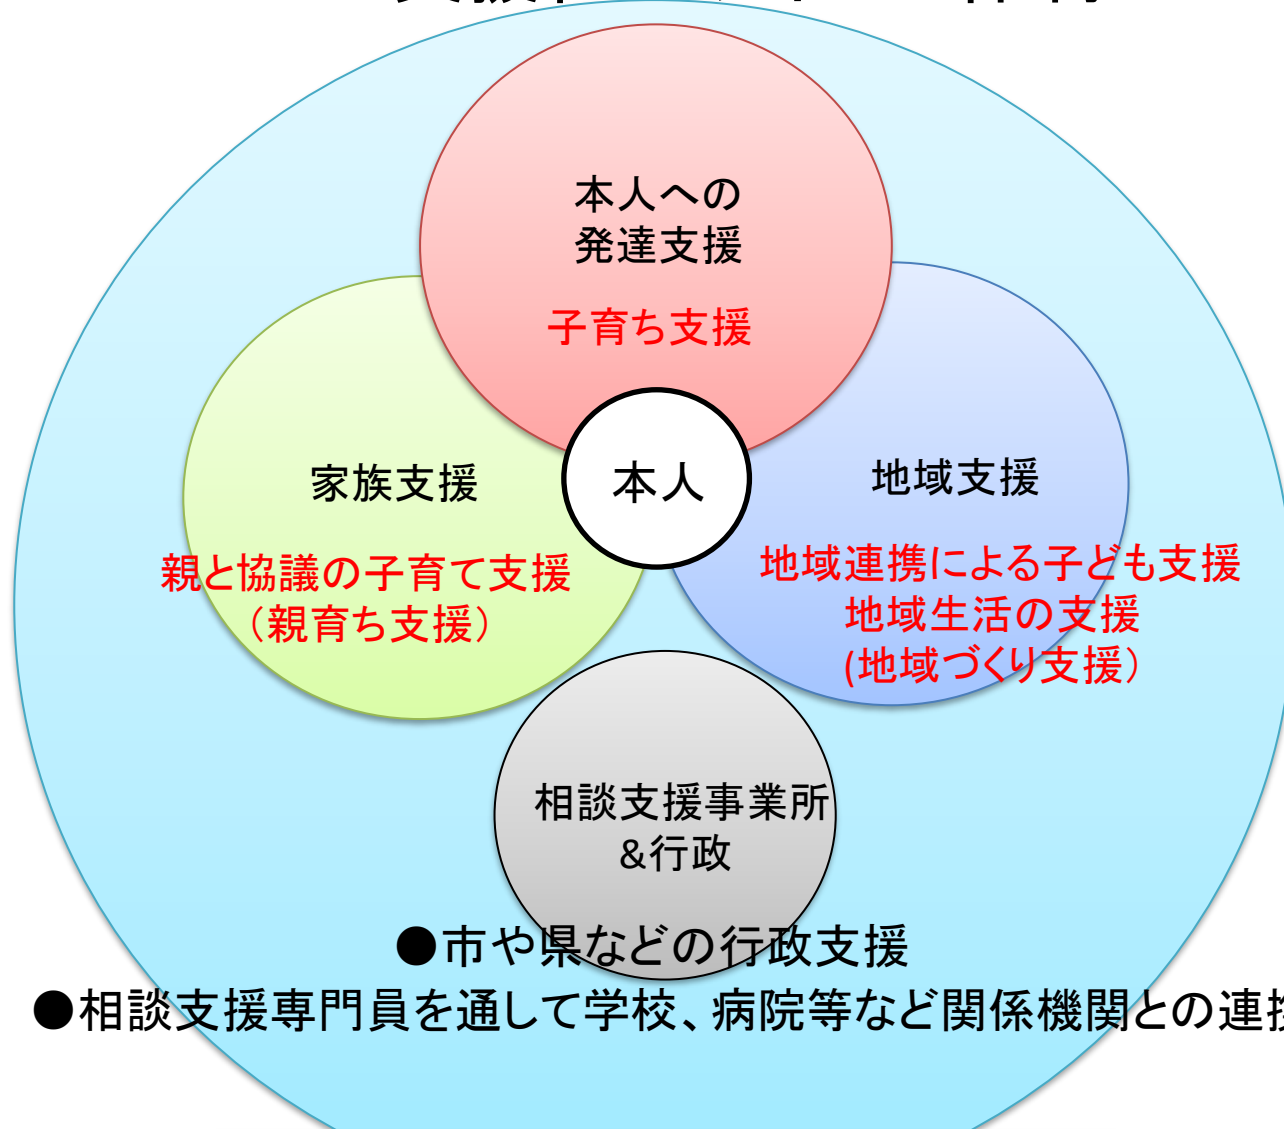 本人への
発達支援
子育ち支援
家族支援
本人
地域支援
親と協議の子育て支援
（親育ち支援）
地域連携による子ども支援
地域生活の支援
(地域づくり支援）
相談支援事業所
&行政
●市や県などの行政支援
●相談支援専門員を通して学校、病院等など関係機関との連携